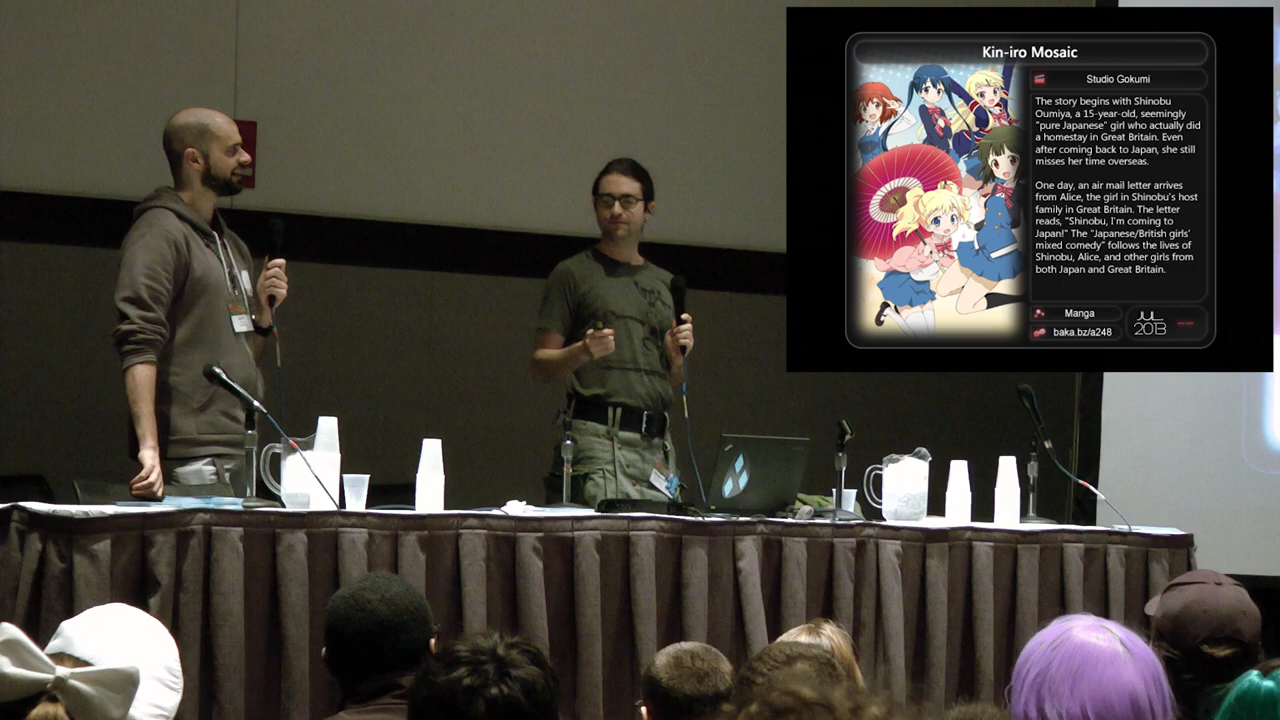 Kin-iro Mosaic
Studio Gokumi
The story begins with Shinobu
Oumiya, a 15-year-old, seemingly
"pure Japanese" girl who actually did
a homestay in Great Britain. Even
after coming back to Japan, she still
misses her time overseas.
One day, an air mail letter arrives
from Alice, the girl in Shinobu's host
family in Great Britain. The letter
reads, "Shinobu, I'm coming to
Japan!" The "Japanese/British girls'
mixed comedy" follows the lives of
Shinobu, Alice, and other girls from
both Japan and Great Britain.
Manga
baka.bz/a248
JUL
2013